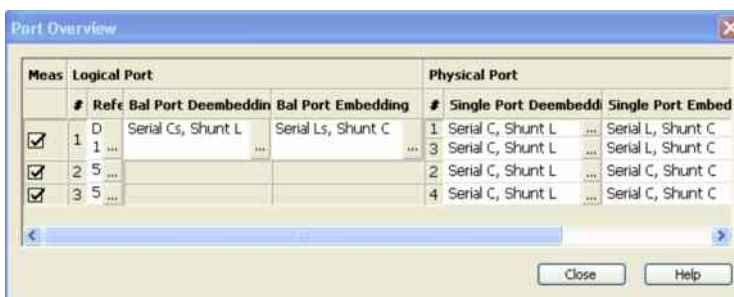 Port Overview
Meas Logical Port Physical Port
# Refe Bal Port Deembeddin Bal Port Embedding # Single Port Deembeddi Single Port Embed
1 D 1 ... Serial Cs, Shunt L ... Serial Ls, Shunt C ... 1 Serial C, Shunt L ... Serial L, Shunt C
3 Serial C, Shunt L ... Serial L, Shunt C
2 5 ... 2 Serial C, Shunt L ... Serial C, Shunt C
3 5 ... 4 Serial C, Shunt L ... Serial C, Shunt C
Close Help